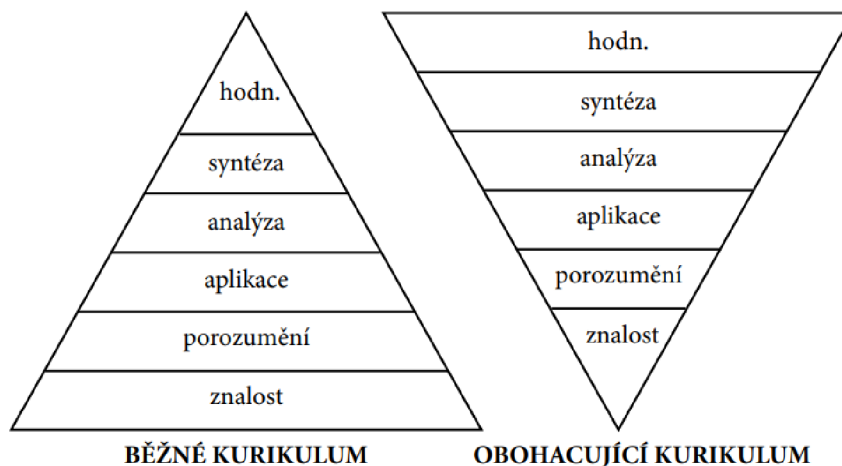 hodn.
syntéza
analýza
aplikace
porozumění
znalost
BĚŽNÉ KURIKULUM
hodn.
syntéza
analýza
aplikace
porozumění
znalost
OBOHACUJÍCÍ KURIKULUM